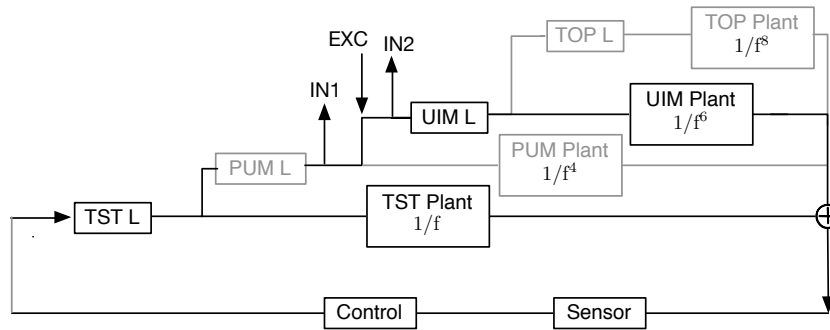 TOP L
TOP Plant
1/f⁸
EXC
IN2
IN1
UIM L
UIM Plant
1/f⁶
PUM L
PUM Plant
1/f⁴
TST L
TST Plant
1/f
Control
Sensor